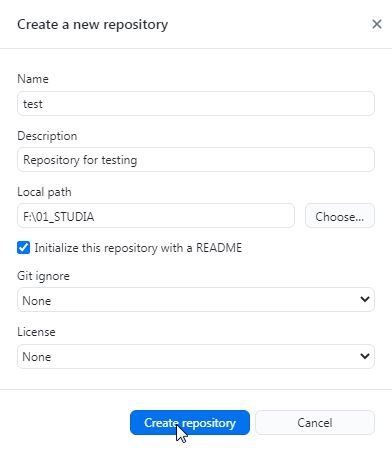 Create a new repository
Name
test
Description
Repository for testing
Local path
F:\01_STUDIA
Choose...
Initialize this repository with a README
Git ignore
None
License
None
Create repository
Cancel